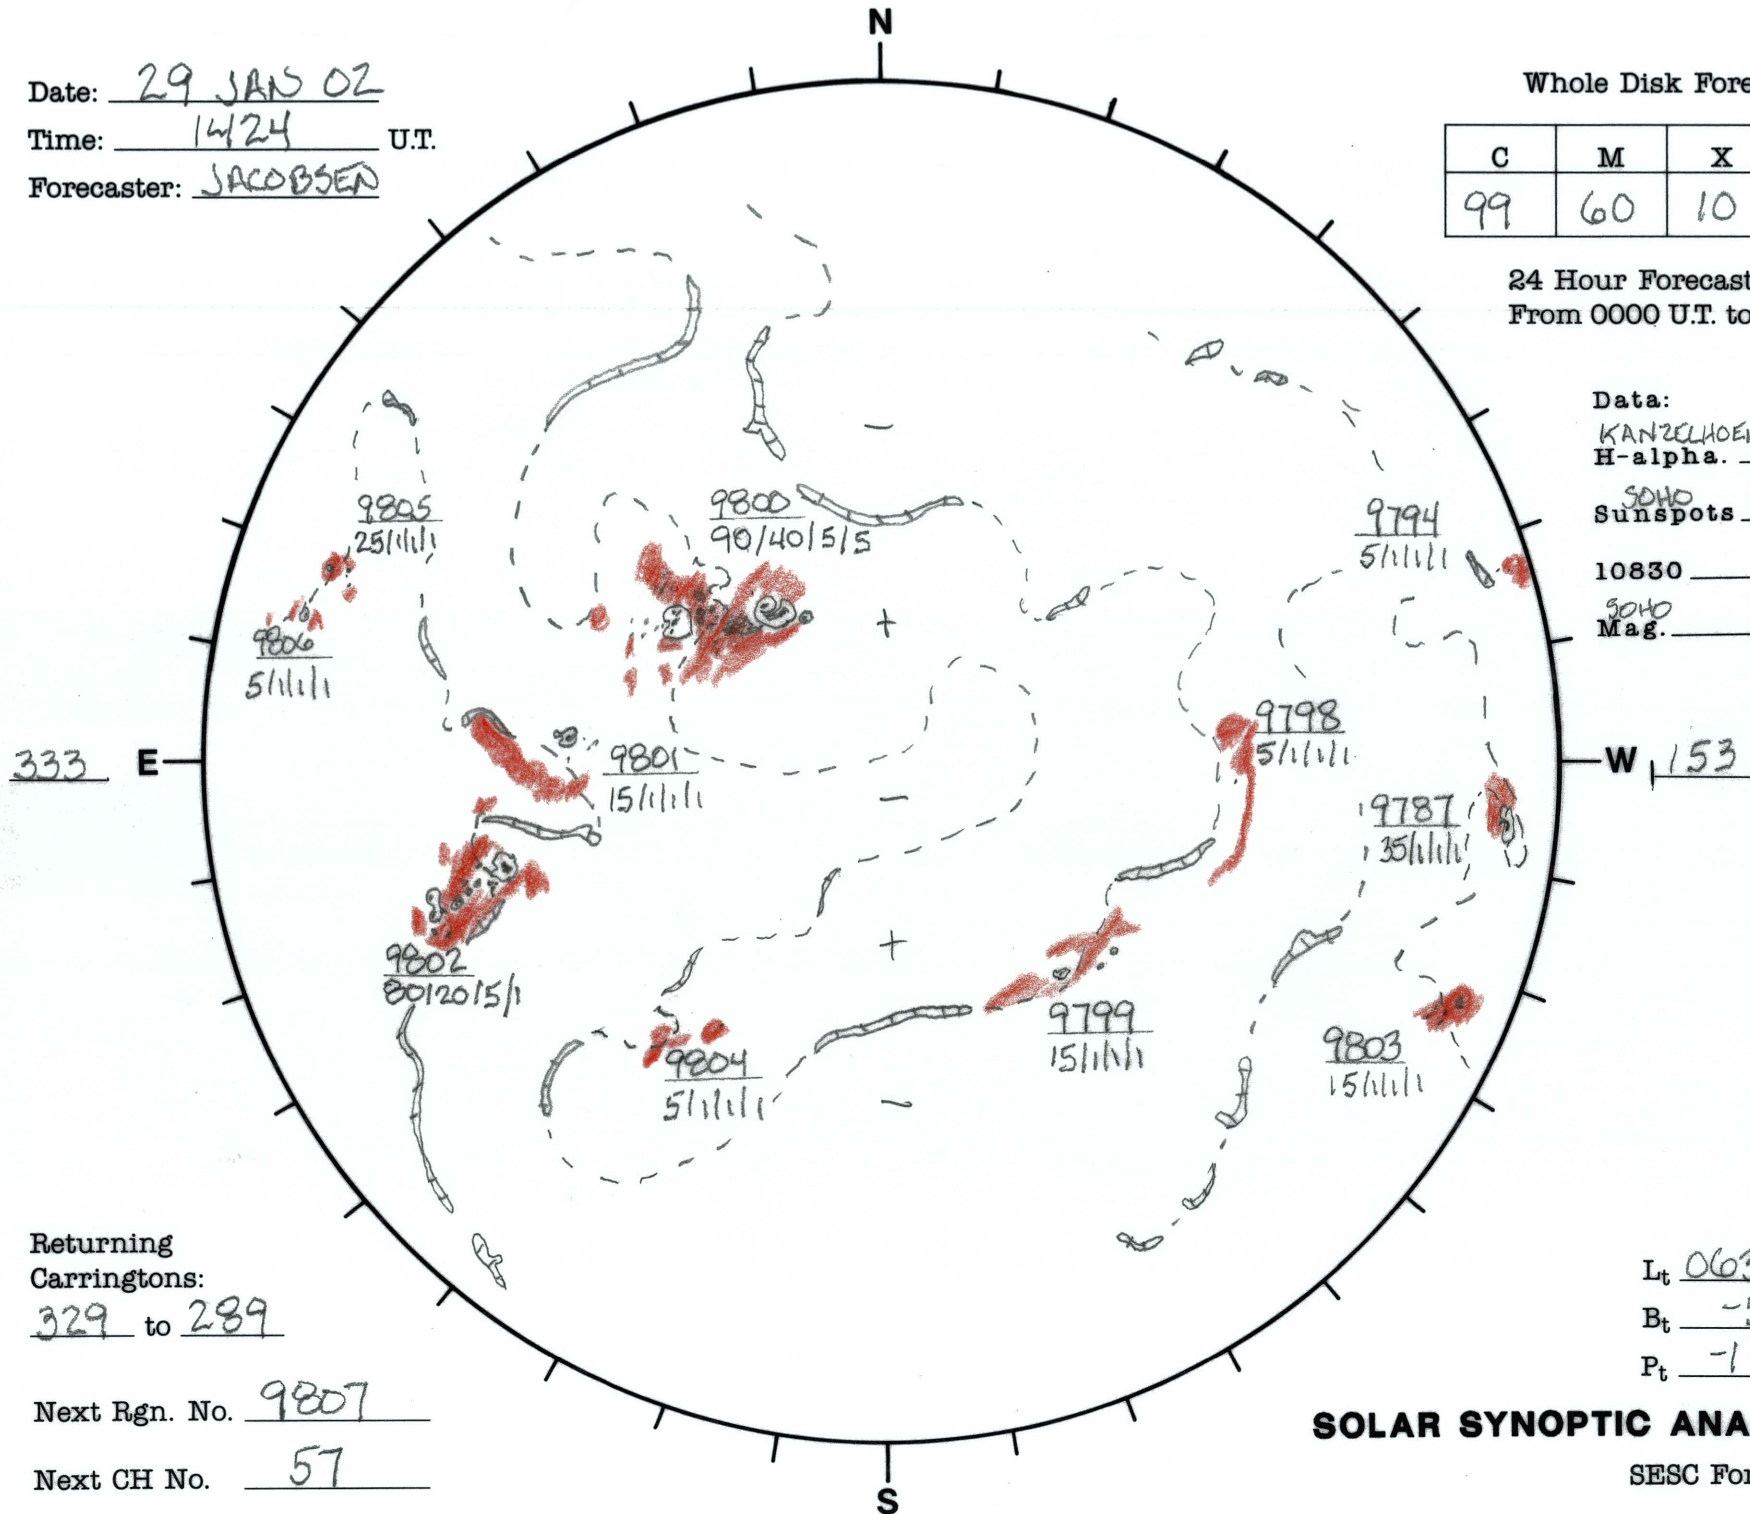 N
Date: 29 JAN 02
Time: 1424 U.T.
Forecaster: JACOBSEN
Whole Disk Fore
C M X
99 60 10
24 Hour Forecast
From 0000 U.T. to
Data:
KANZELHOE
H-alpha.
SOHO
Sunspots
10830
SOHO
Mag.
9805
25/1/1/1
9800
90/40/5/5
9794
5/1/1/1
9806
5/1/1/1
9798
5/1/1/1
333 E
9801
15/1/1/1
W 153
9787
35/1/1/1
9802
80/20/5/1
9799
15/1/1/1
9803
15/1/1/1
9804
5/1/1/1
Returning
Carringtons:
329 to 289
Next Rgn. No. 9807
Next CH No. 57
Lt 063
Bt -5
Pt -1
SOLAR SYNOPTIC ANA
SESC For
S